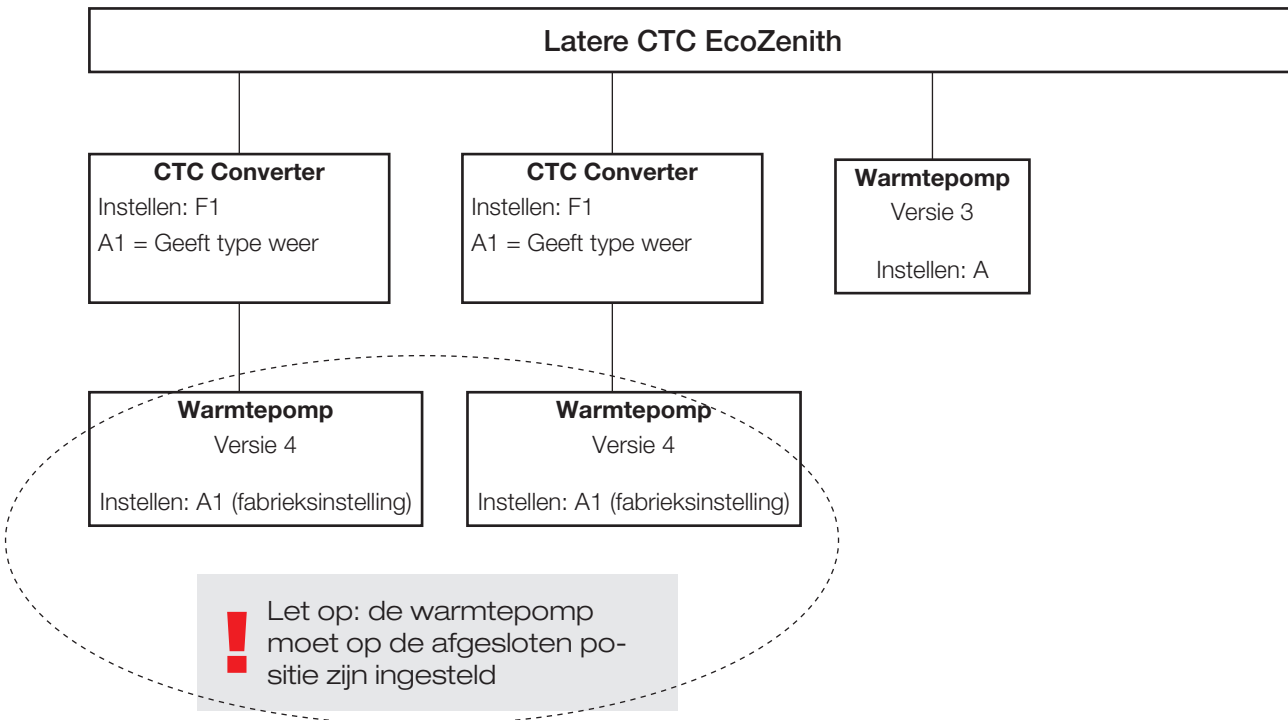 Latere CTC EcoZenith
CTC Converter
Instellen: F1
A1 = Geeft type weer
CTC Converter
Instellen: F1
A1 = Geeft type weer
Warmtepomp
Versie 3
Instellen: A
Warmtepomp
Versie 4
Instellen: A1 (fabrieksinstelling)
Warmtepomp
Versie 4
Instellen: A1 (fabrieksinstelling)
! Let op: de warmtepomp
moet op de afgesloten po-
sitie zijn ingesteld